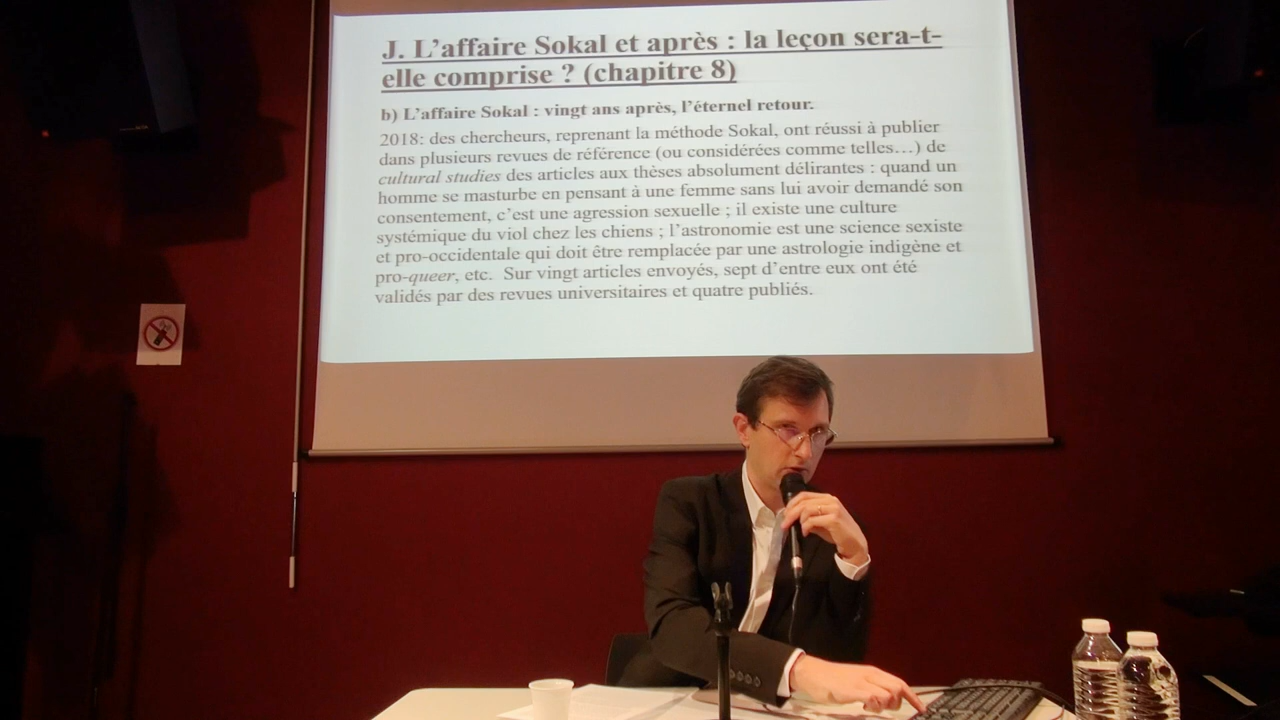 J. L’affaire Sokal et après : la leçon sera-t-
elle comprise ? (chapitre 8)
b) L’affaire Sokal : vingt ans après, l’éternel retour.
2018: des chercheurs, reprenant la méthode Sokal, ont réussi à publier
dans plusieurs revues de référence (ou considérées comme telles…) de
cultural studies des articles aux thèses absolument délirantes : quand un
homme se masturbe en pensant à une femme sans lui avoir demandé son
consentement, c’est une agression sexuelle ; il existe une culture
systémique du viol chez les chiens ; l’astronomie est une science sexiste
et pro-occidentale qui doit être remplacée par une astrologie indigène et
pro-queer, etc. Sur vingt articles envoyés, sept d’entre eux ont été
validés par des revues universitaires et quatre publiés.